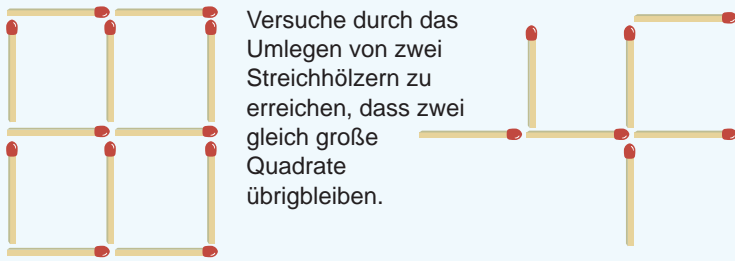 Versuche durch das
Umlegen von zwei
Streichhölzern zu
erreichen, dass zwei
gleich große
Quadrate
übrigbleiben.